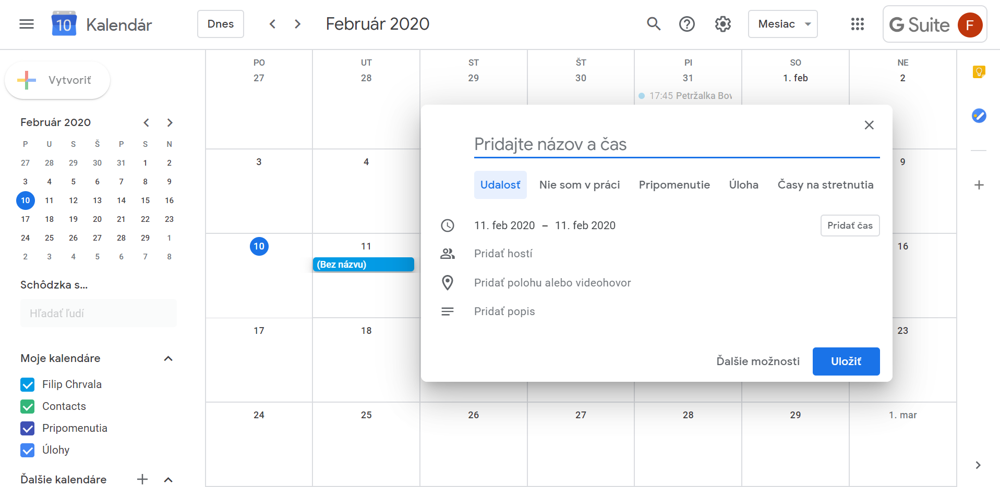 10 Kalendár Dnes Február 2020 Mesiac G Suite F
Vytvoriť
Február 2020
P U S Š P S N
27 28 29 30 31 1 2
3 4 5 6 7 8 9
10 11 12 13 14 15 16
17 18 19 20 21 22 23
24 25 26 27 28 29 1
2 3 4 5 6 7 8
Schôdzka s...
Hľadať ľudí
Moje kalendáre
Filip Chrvala
Contacts
Pripomenutia
Úlohy
Ďalšie kalendáre
PO UT ST ŠT PI SO NE
27 28 29 30 31 1. feb 2
17:45 Petržalka Bov
3 4 9
10 11 16
(Bez názvu)
17 18 23
24 25 26 27 28 29 1. mar
Pridajte názov a čas
Udalosť Nie som v práci Pripomenutie Úloha Časy na stretnutia
11. feb 2020 – 11. feb 2020 Pridať čas
Pridať hostí
Pridať polohu alebo videohovor
Pridať popis
Ďalšie možnosti Uložiť